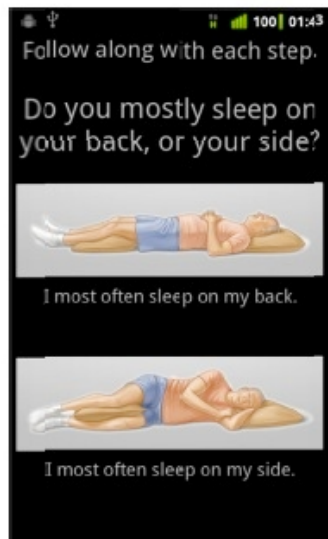 100 01:43
Follow along with each step.
Do you mostly sleep on
your back, or your side?
I most often sleep on my back.
I most often sleep on my side.